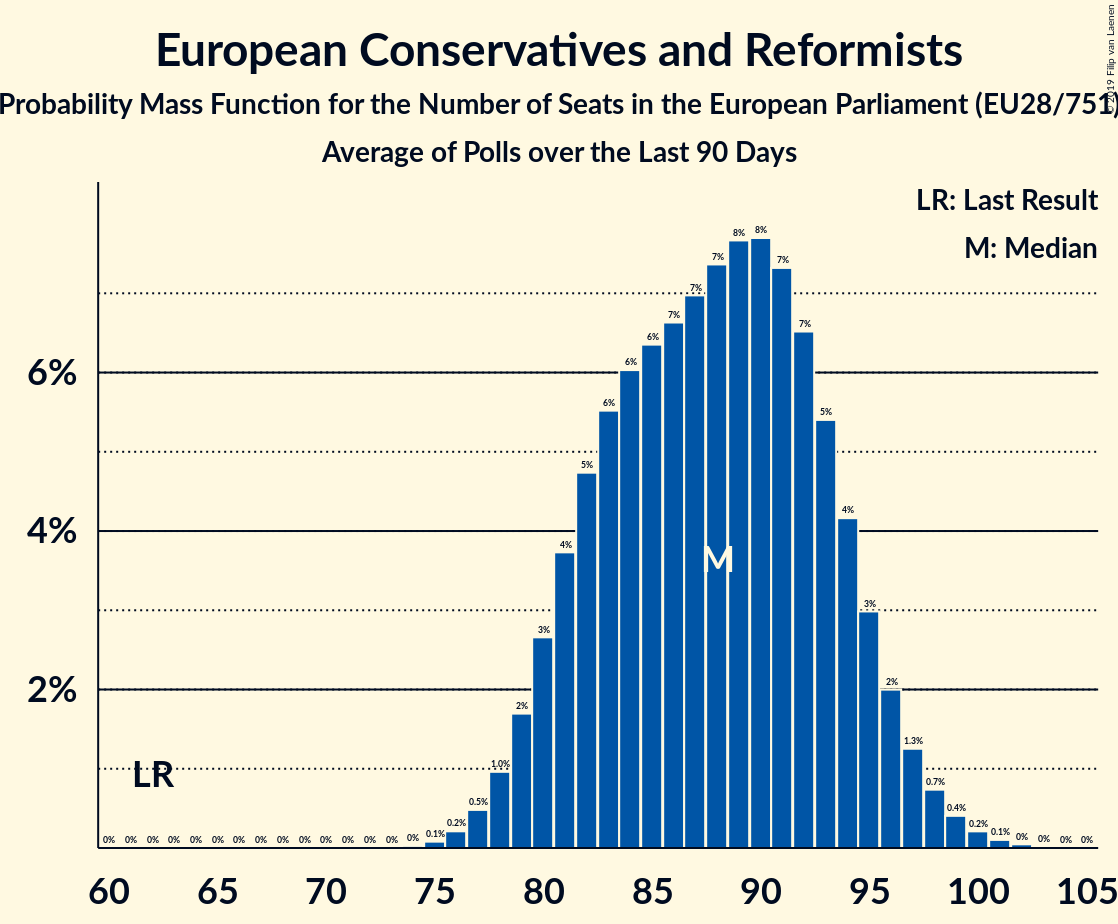 European Conservatives and Reformists
Probability Mass Function for the Number of Seats in the European Parliament (EU28/751)
Average of Polls over the Last 90 Days
© 2019 Filip van Laenen
LR: Last Result
M: Median
8% 8%
7% 7%
7%
7%
7%
6%
6%
6%
6%
5%
5%
4%
4%
M
4%
3%
3%
2%
2%
2%
1.3%
1.0%
LR
0.7%
0.5%
0.4%
0.2% 0.2%
0% 0% 0% 0% 0% 0% 0% 0% 0% 0% 0% 0% 0% 0% 0% 0.1% 0.1% 0% 0% 0% 0%
60 65 70 75 80 85 90 95 100 105